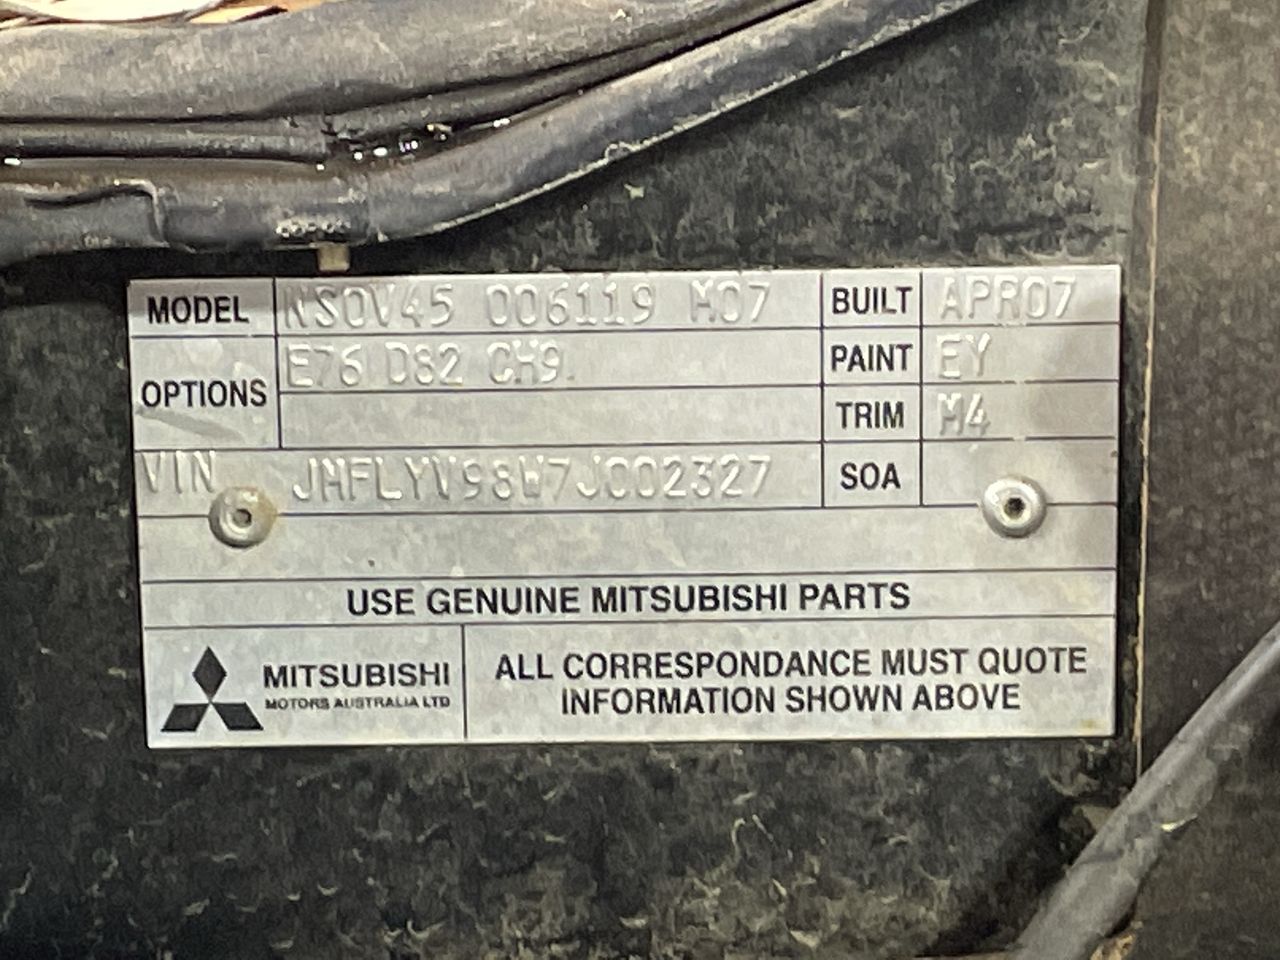 MODEL NS0V45 006119 M07 BUILT APR07
OPTIONS E76 D82 CH9. PAINT EY
TRIM M4
VIN JMFLYV98W7J002327 SOA
USE GENUINE MITSUBISHI PARTS
MITSUBISHI
MOTORS AUSTRALIA LTD
ALL CORRESPONDANCE MUST QUOTE
INFORMATION SHOWN ABOVE